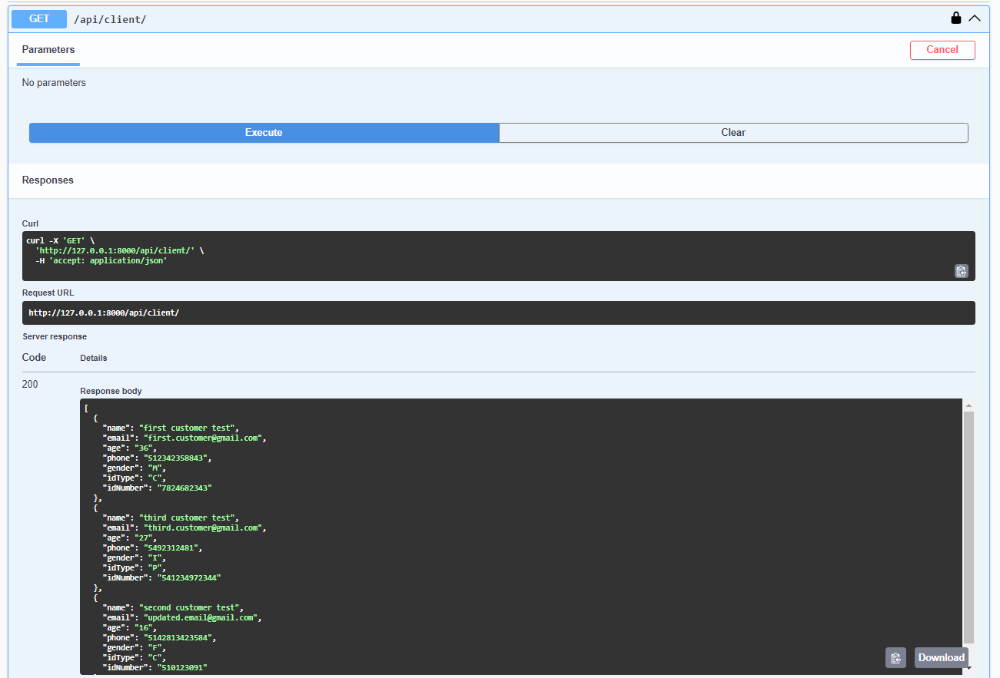 GET /api/client/
Parameters
Cancel
No parameters
Execute
Clear
Responses
Curl
curl -X 'GET' \
  'http://127.0.0.1:8000/api/client/' \
  -H 'accept: application/json'
Request URL
http://127.0.0.1:8000/api/client/
Server response
Code Details
200
Response body
[
  {
    "name": "first customer test",
    "email": "first.customer@gmail.com",
    "age": "36",
    "phone": "512342358843",
    "gender": "M",
    "idType": "C",
    "idNumber": "7824682343"
  },
  {
    "name": "third customer test",
    "email": "third.customer@gmail.com",
    "age": "27",
    "phone": "5492312481",
    "gender": "I",
    "idType": "P",
    "idNumber": "541234972344"
  },
  {
    "name": "second customer test",
    "email": "updated.email@gmail.com",
    "age": "16",
    "phone": "5142813423584",
    "gender": "F",
    "idType": "C",
    "idNumber": "510123091"
Download